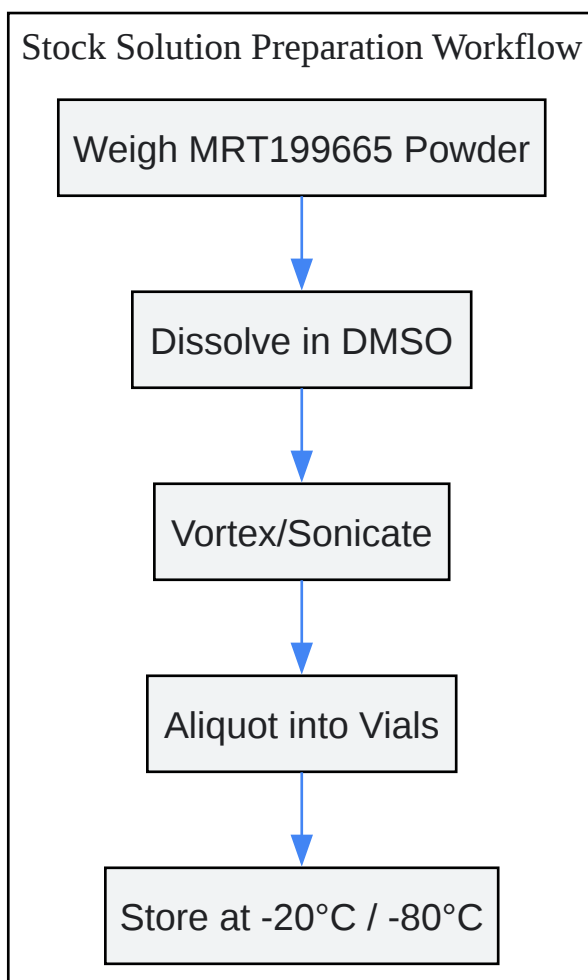 Stock Solution Preparation Workflow
Weigh MRT199665 Powder
Dissolve in DMSO
Vortex/Sonicate
Aliquot into Vials
Store at -20°C / -80°C